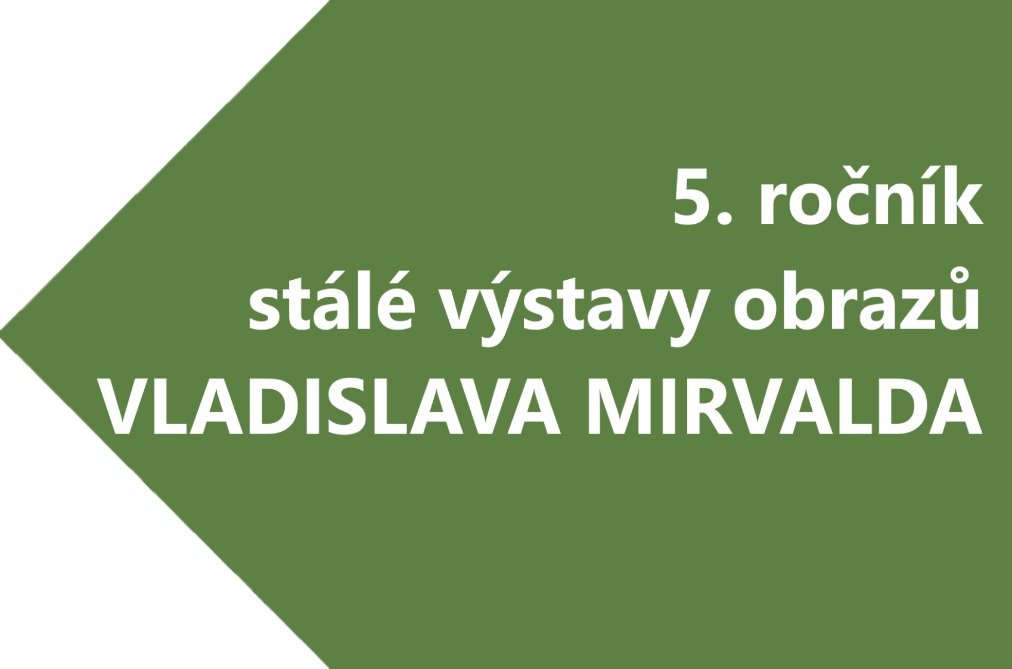 5. ročník
stálé výstavy obrazů
VLADISLAVA MIRVALDA